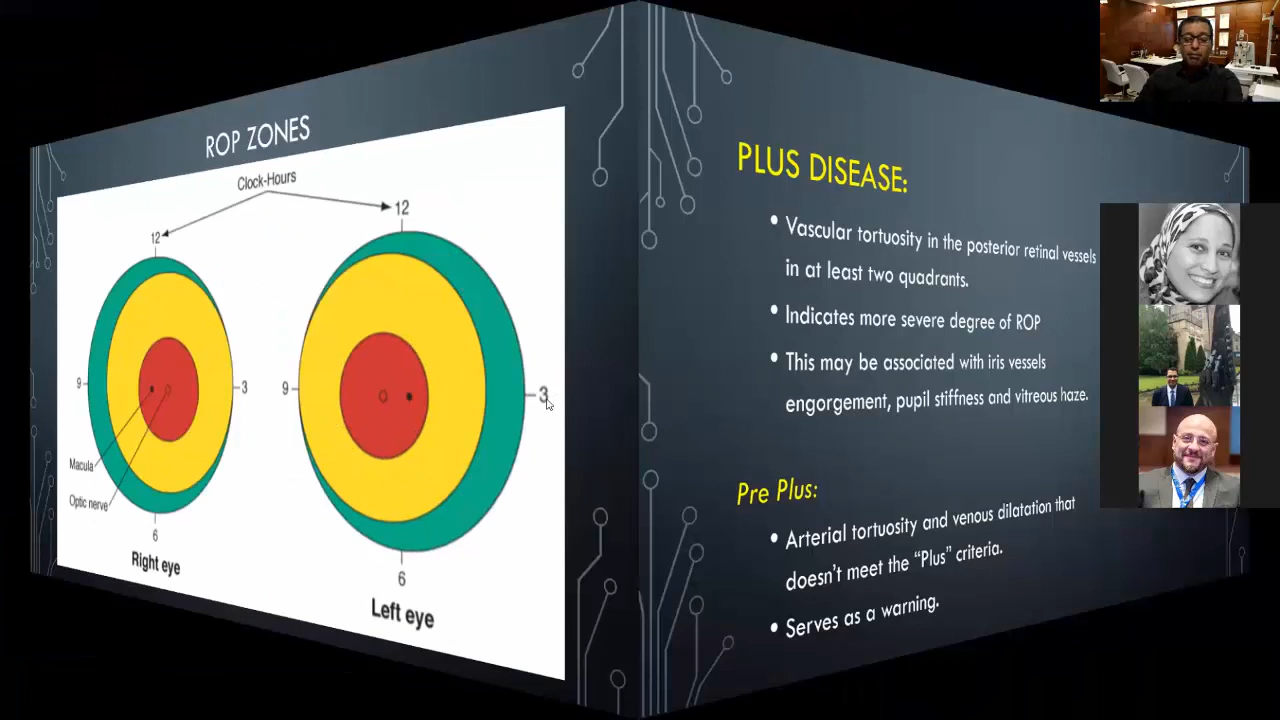 ROP ZONES
Clock-Hours
12
12
9
3
9
3
Macula
Optic nerve
6
6
Right eye
Left eye
PLUS DISEASE:
• Vascular tortuosity in the posterior retinal vessels
in at least two quadrants.
• Indicates more severe degree of ROP
• This may be associated with iris vessels
engorgement, pupil stiffness and vitreous haze.
Pre Plus:
• Arterial tortuosity and venous dilatation that
doesn't meet the “Plus” criteria.
• Serves as a warning.